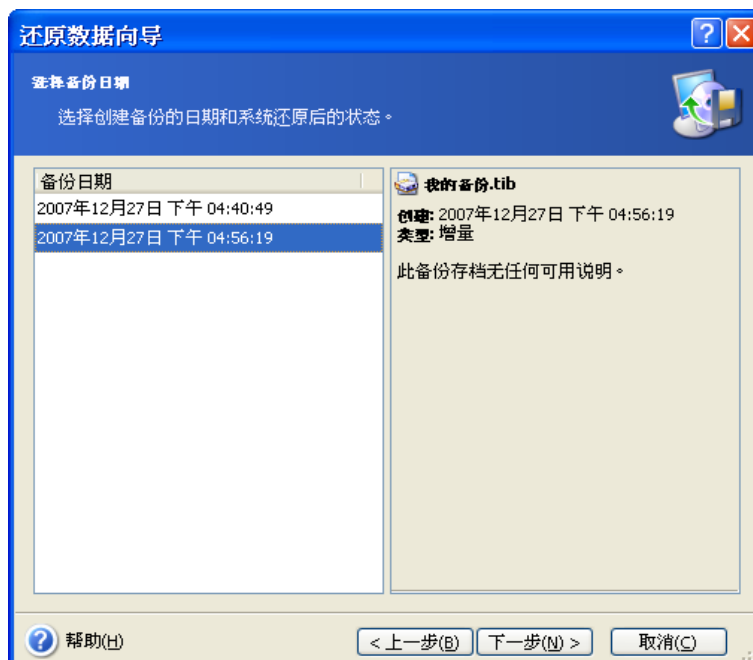 还原数据向导
选择备份日期
选择创建备份的日期和系统还原后的状态。
备份日期
2007年12月27日 下午 04:40:49
2007年12月27日 下午 04:56:19
我的备份.tib
创建: 2007年12月27日 下午 04:56:19
类型: 增量
此备份存档无任何可用说明。
帮助(H)
< 上一步(B)
下一步(N) >
取消(C)